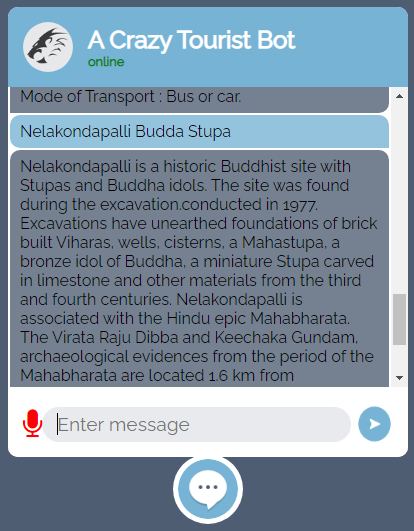 A Crazy Tourist Bot
online
Mode of Transport : Bus or car.
Nelakondapalli Budda Stupa
Nelakondapalli is a historic Buddhist site with
Stupas and Buddha idols. The site was found
during the excavation.conducted in 1977.
Excavations have unearthed foundations of brick
built Viharas, wells, cisterns, a Mahastupa, a
bronze idol of Buddha, a miniature Stupa carved
in limestone and other materials from the third
and fourth centuries. Nelakondapalli is
associated with the Hindu epic Mahabharata.
The Virata Raju Dibba and Keechaka Gundam,
archaeological evidences from the period of the
Mahabharata are located 1.6 km from
Enter message